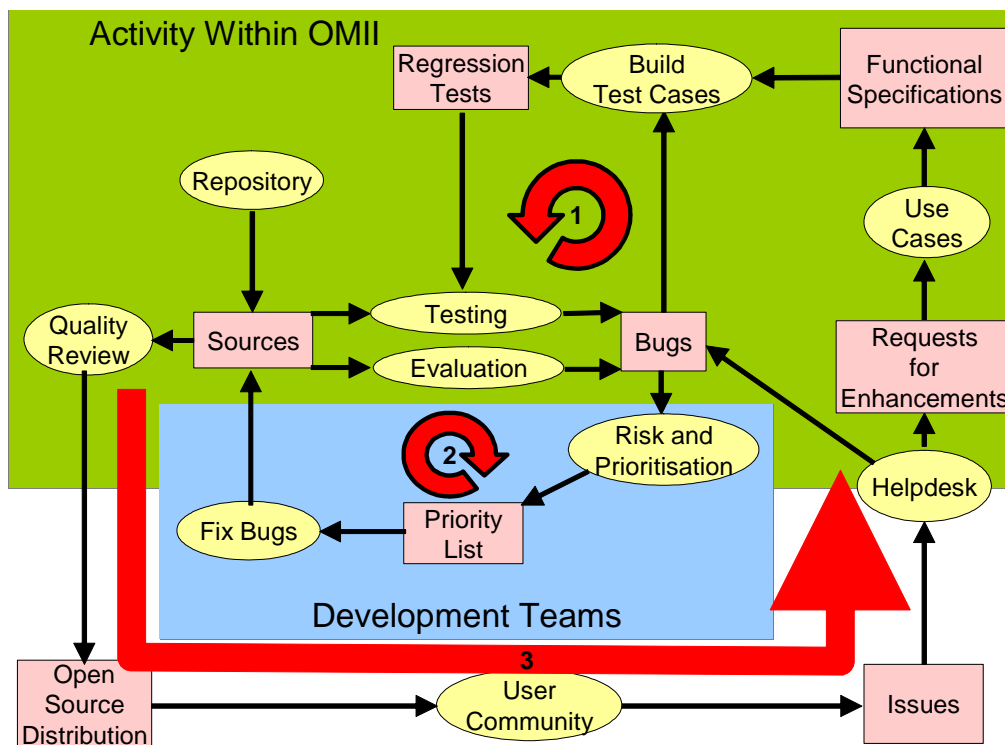 Activity Within OMII
Regression
Tests
Build
Test Cases
Functional
Specifications
Repository
1
Use
Cases
Quality
Review
Sources
Testing
Evaluation
Bugs
Requests
for
Enhancements
2
Risk and
Prioritisation
Helpdesk
Fix Bugs
Priority
List
Development Teams
3
Open
Source
Distribution
User
Community
Issues